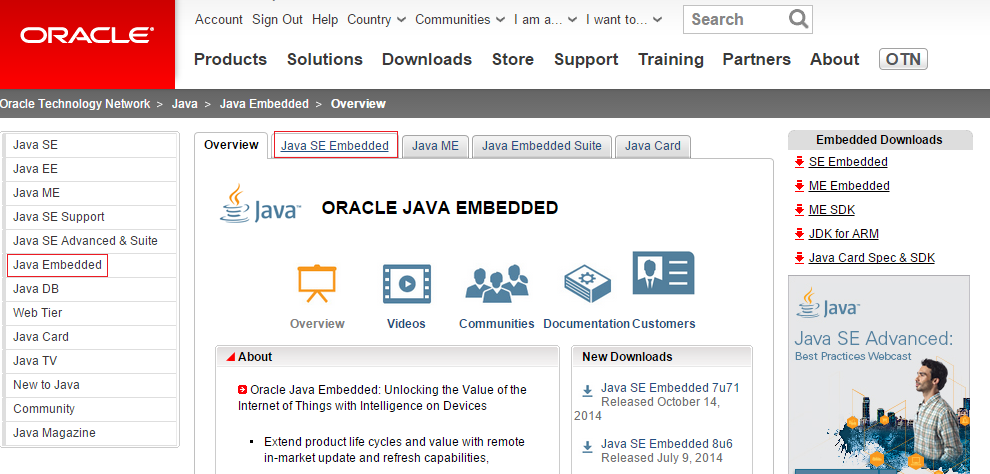 ORACLE
Account Sign Out Help Country Communities I am a... I want to... Search
Products Solutions Downloads Store Support Training Partners About OTN
Oracle Technology Network > Java > Java Embedded > Overview
Java SE
Java EE
Java ME
Java SE Support
Java SE Advanced & Suite
Java Embedded
Java DB
Web Tier
Java Card
Java TV
New to Java
Community
Java Magazine
Overview Java SE Embedded Java ME Java Embedded Suite Java Card
Java™ ORACLE JAVA EMBEDDED
Overview Videos Communities Documentation Customers
About
Oracle Java Embedded: Unlocking the Value of the
Internet of Things with Intelligence on Devices
Extend product life cycles and value with remote
in-market update and refresh capabilities,
New Downloads
Java SE Embedded 7u71
Released October 14,
2014
Java SE Embedded 8u6
Released July 9, 2014
Embedded Downloads
SE Embedded
ME Embedded
ME SDK
JDK for ARM
Java Card Spec & SDK
Java™
Java SE Advanced:
Best Practices Webcast